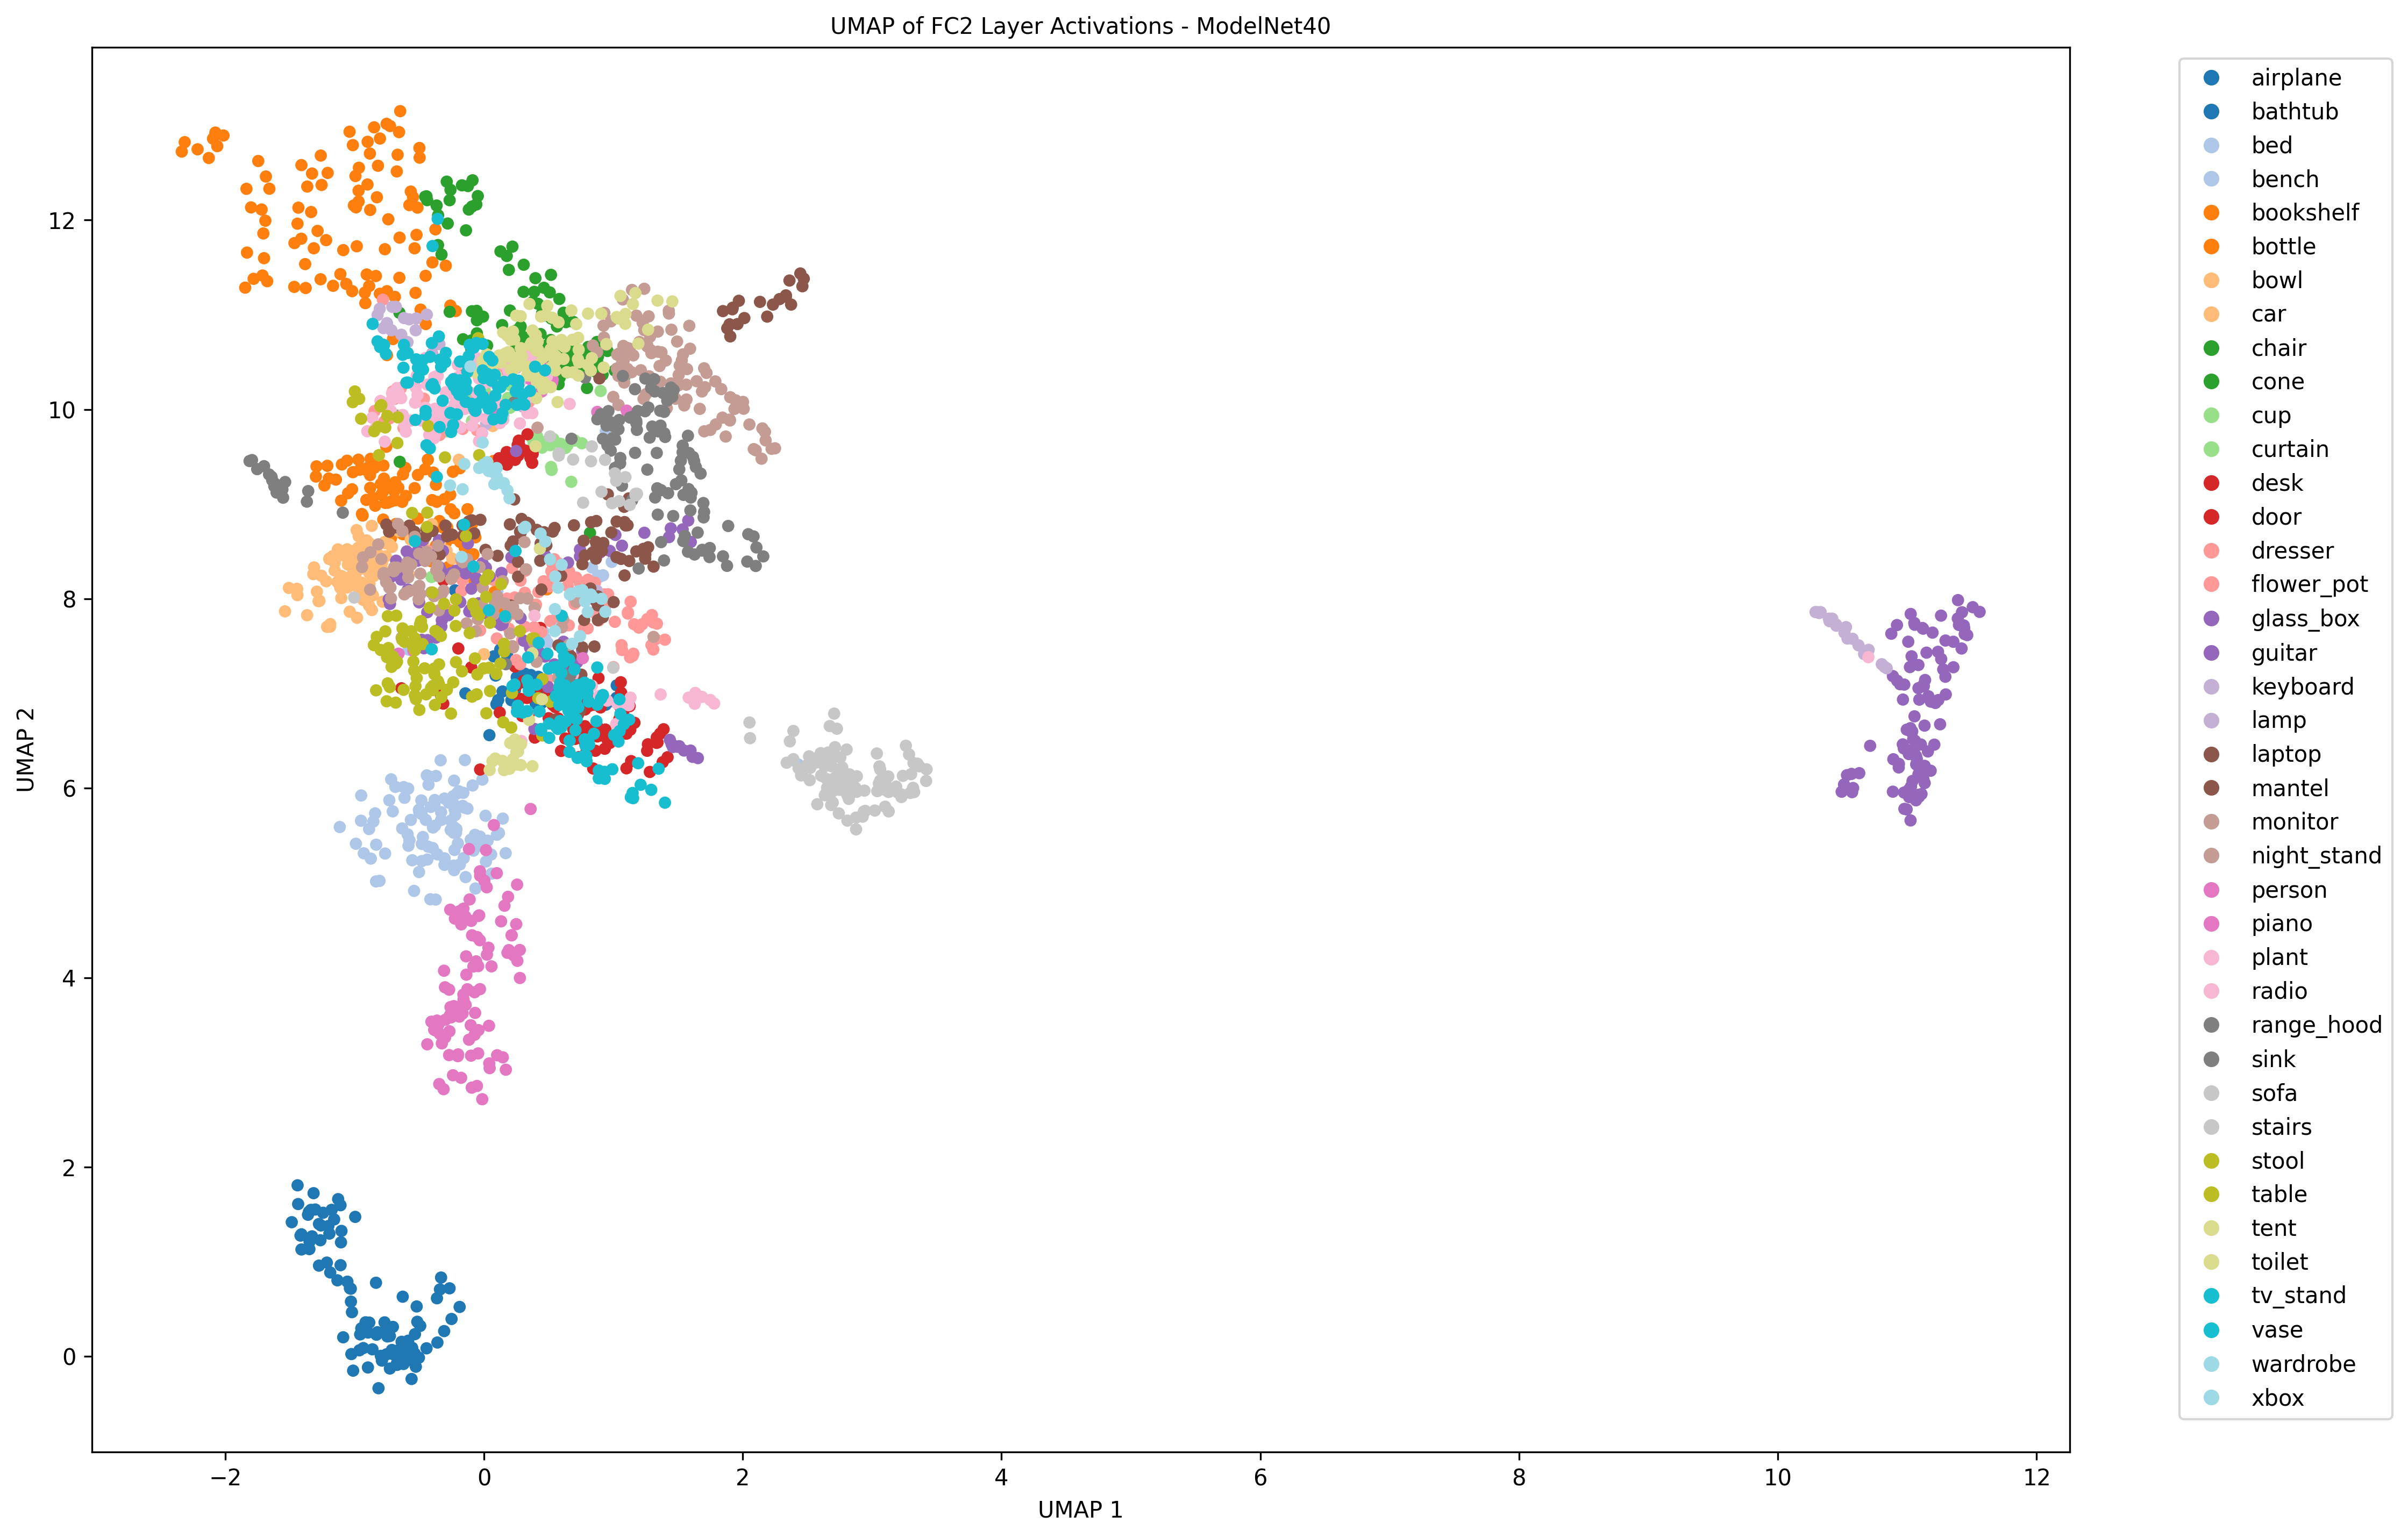 UMAP of FC2 Layer Activations - ModelNet40
UMAP 2
12
10
8
6
4
2
0
−2
0
2
4
6
8
10
12
UMAP 1
airplane
bathtub
bed
bench
bookshelf
bottle
bowl
car
chair
cone
cup
curtain
desk
door
dresser
flower_pot
glass_box
guitar
keyboard
lamp
laptop
mantel
monitor
night_stand
person
piano
plant
radio
range_hood
sink
sofa
stairs
stool
table
tent
toilet
tv_stand
vase
wardrobe
xbox